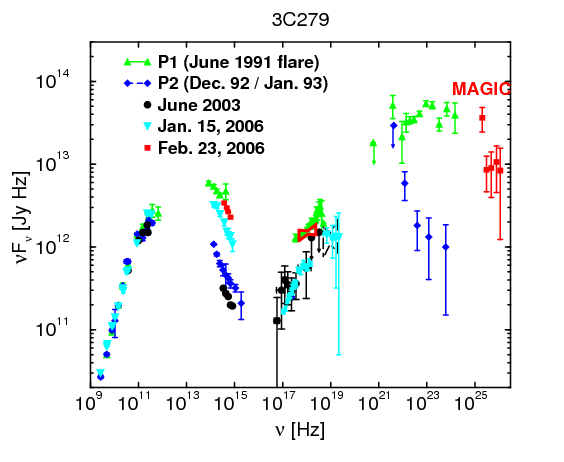 3C279
P1 (June 1991 flare)
P2 (Dec. 92 / Jan. 93)
June 2003
Jan. 15, 2006
Feb. 23, 2006
MAGIC
νFν [Jy Hz]
10^14
10^13
10^12
10^11
10^9 10^11 10^13 10^15 10^17 10^19 10^21 10^23 10^25
ν [Hz]